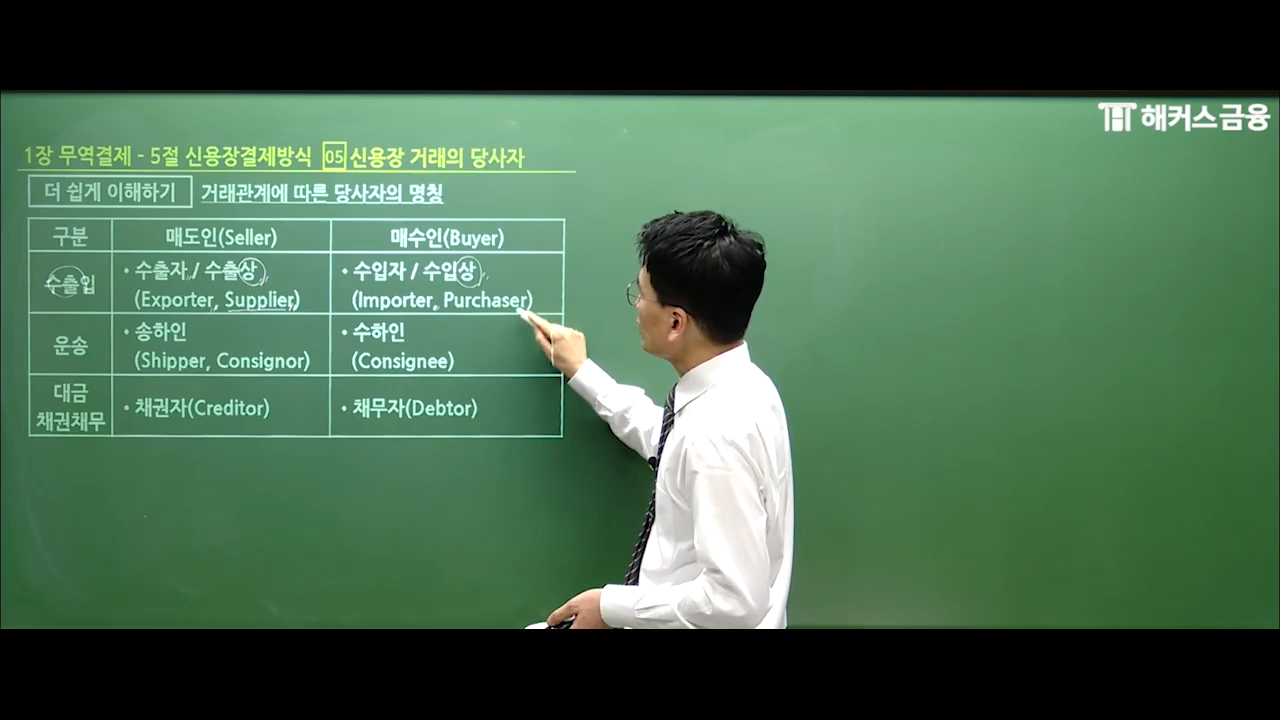 해커스금융
1장 무역결제 - 5절 신용장결제방식 05 신용장 거래의 당사자
더 쉽게 이해하기 거래관계에 따른 당사자의 명칭
구분 매도인(Seller) 매수인(Buyer)
수출입 • 수출자 / 수출상 • 수입자 / 수입상
(Exporter, Supplier) (Importer, Purchaser)
운송 • 송하인 • 수하인
(Shipper, Consignor) (Consignee)
대금
채권채무 • 채권자(Creditor) • 채무자(Debtor)